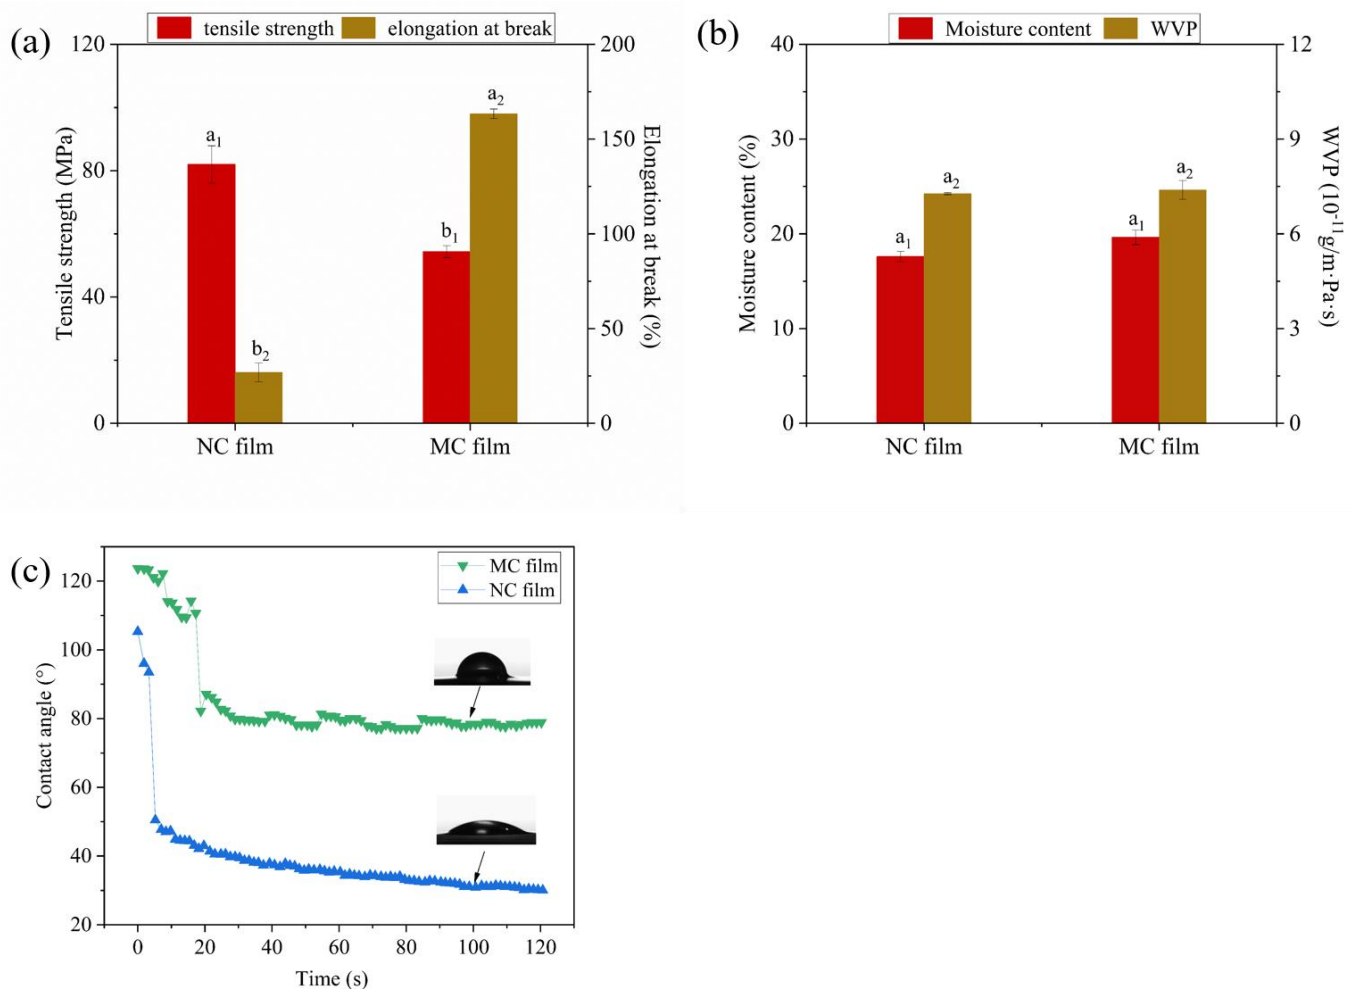 (a)
tensile strength
elongation at break
120
80
40
0
Tensile strength (MPa)
200
150
100
50
0
Elongation at break (%)
a1
b2
b1
a2
NC film
MC film
(b)
Moisture content
WVP
40
30
20
10
0
Moisture content (%)
12
9
6
3
0
WVP (10-11g/m·Pa·s)
a1
a2
a1
a2
NC film
MC film
(c)
MC film
NC film
120
100
80
60
40
20
Contact angle (°)
0
20
40
60
80
100
120
Time (s)